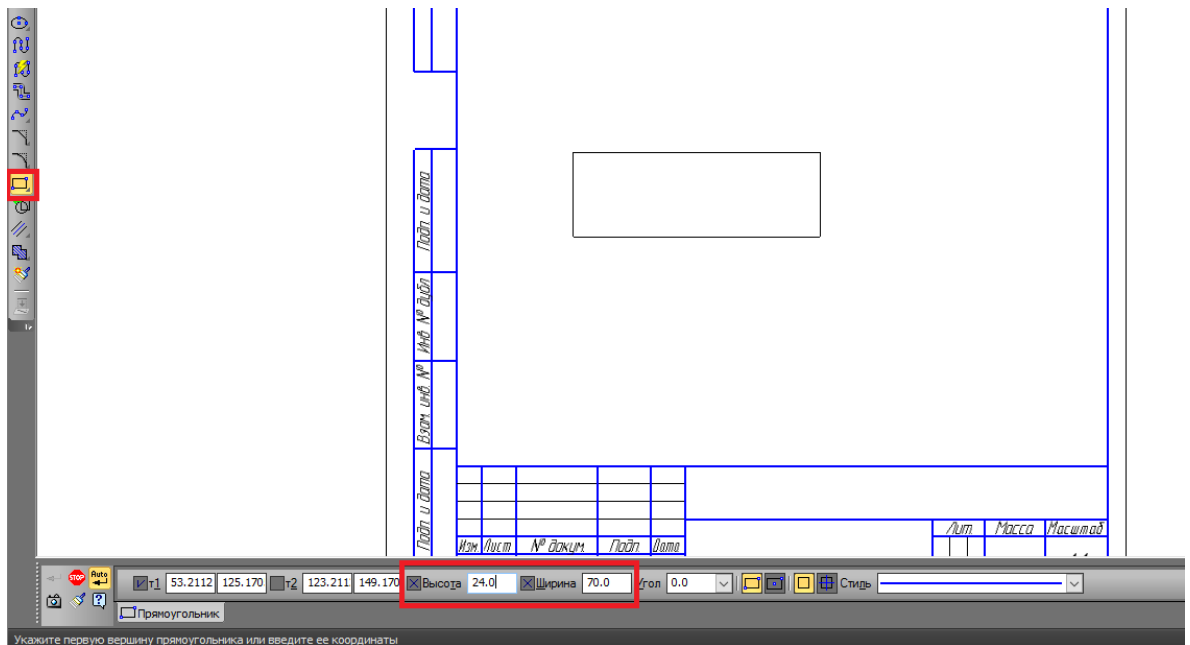 Подп. и дата
Инв. № дубл
Взам. инв. №
Подп. и дата
Изм. Лист № докум. Подп. Дата
Лит. Масса Масштаб
STOP Auto т1 53.2112 125.170 т2 123.211 149.170 Высота 24.0 Ширина 70.0 Угол 0.0 Стиль
Прямоугольник
Укажите первую вершину прямоугольника или введите ее координаты